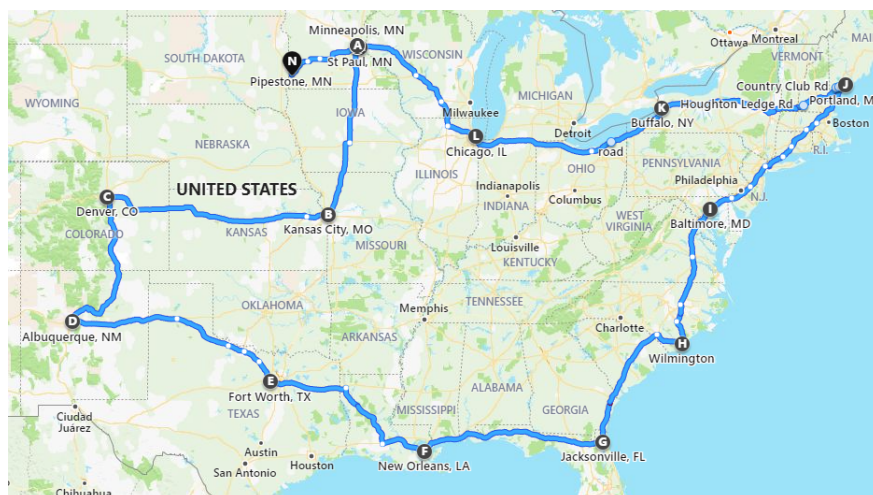 Minneapolis, MN
Ottawa
Montreal
MAI
SOUTH DAKOTA
N
A
WISCONSIN
VERMONT
St Paul, MN
Pipestone, MN
Country Club Rd
J
WYOMING
MICHIGAN
K
Houghton Ledge Rd
Portland, M
IOWA
Milwaukee
Buffalo, NY
Boston
L
Detroit
NEBRASKA
Chicago, IL
road
R.I.
ILLINOIS
OHIO
PENNSYLVANIA
UNITED STATES
Indianapolis
Philadelphia
C
INDIANA
Columbus
N.J.
Denver, CO
B
WEST
VIRGINIA
I
COLORADO
KANSAS
Kansas City, MO
Baltimore, MD
MISSOURI
Louisville
KENTUCKY
OKLAHOMA
Memphis
TENNESSEE
D
Charlotte
Albuquerque, NM
ARKANSAS
H
Wilmington
E
ALABAMA
Fort Worth, TX
MISSISSIPPI
GEORGIA
TEXAS
Ciudad
Juárez
G
Austin
F
Jacksonville, FL
San Antonio
Houston
New Orleans, LA
Chihuahua